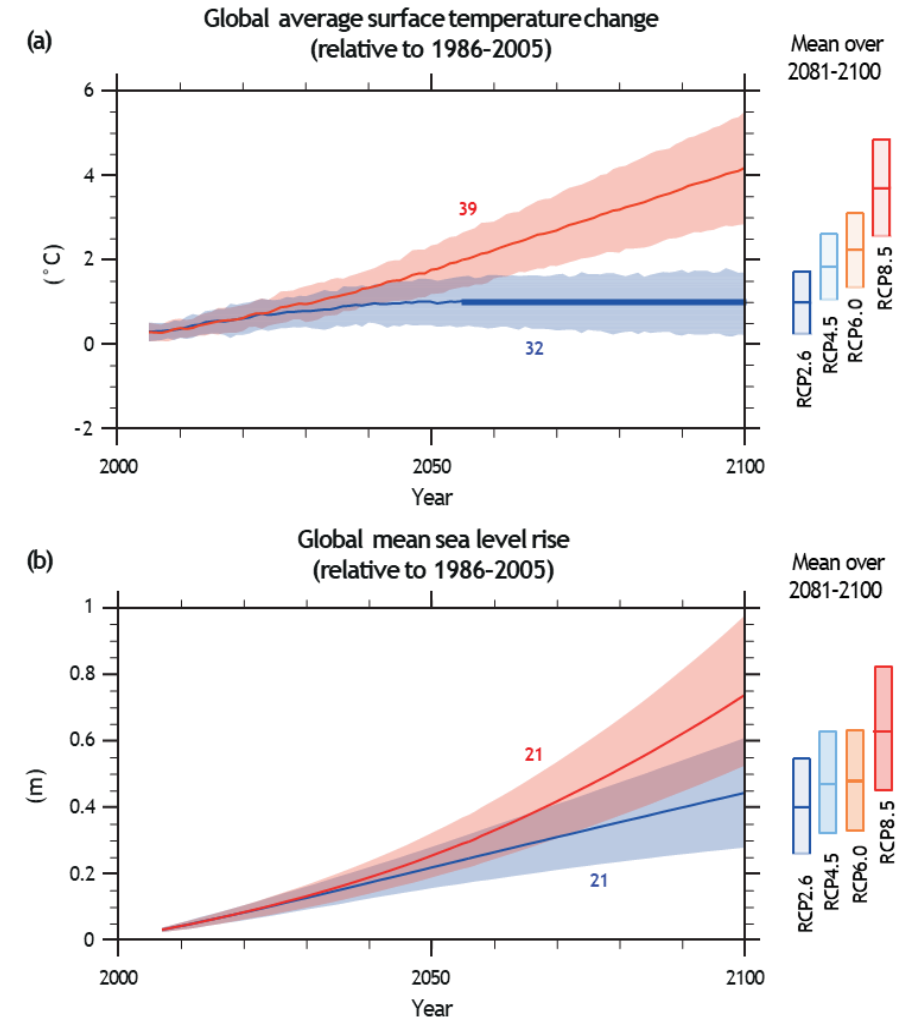 (a)
Global average surface temperature change
(relative to 1986–2005)
Mean over
2081–2100
6
4
2
0
-2
(°C)
39
32
2000
2050
2100
Year
RCP2.6
RCP4.5
RCP6.0
RCP8.5
(b)
Global mean sea level rise
(relative to 1986–2005)
Mean over
2081–2100
1
0.8
0.6
0.4
0.2
0
(m)
21
21
2000
2050
2100
Year
RCP2.6
RCP4.5
RCP6.0
RCP8.5